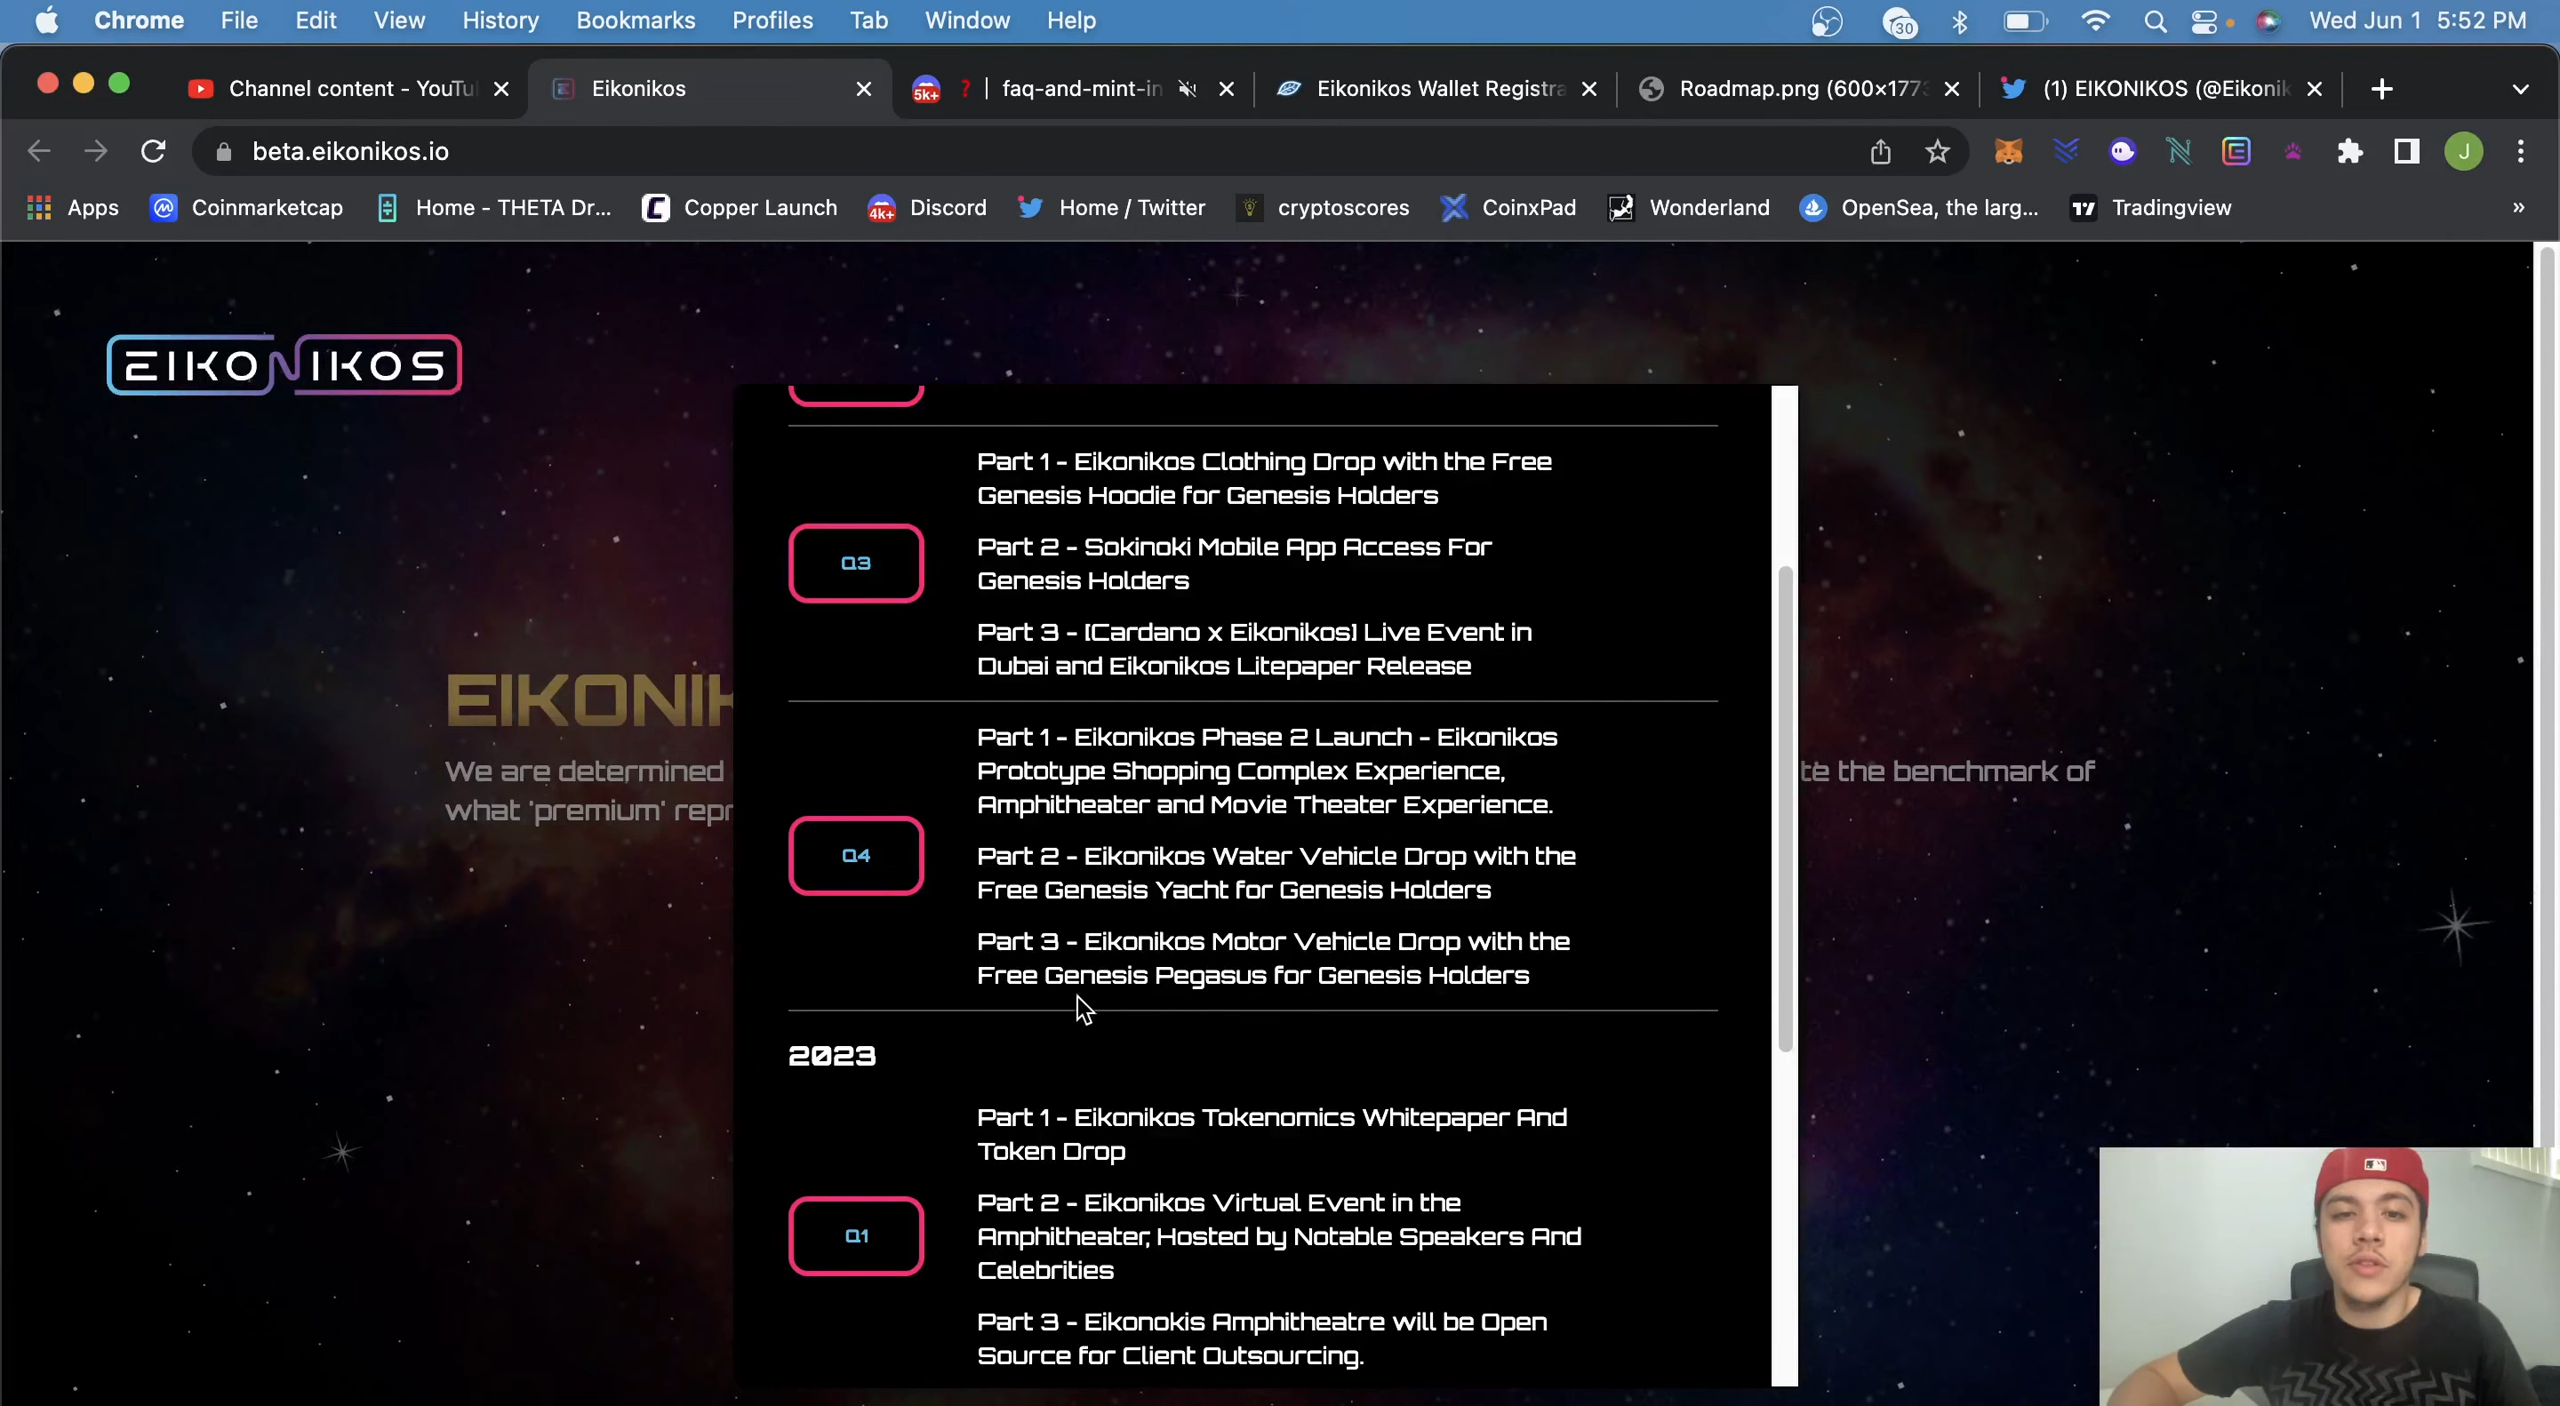 Chrome File Edit View History Bookmarks Profiles Tab Window Help 30 Wed Jun 1 5:52 PM
Channel content - YouTu Eikonikos 5k+ ? | faq-and-mint-in Eikonikos Wallet Registra Roadmap.png (600×177 (1) EIKONIKOS (@Eikonik
beta.eikonikos.io J
Apps Coinmarketcap Home - THETA Dr... Copper Launch 4k+ Discord Home / Twitter cryptoscores CoinxPad Wonderland OpenSea, the larg... Tradingview »
EIKONIKOS
Part 1 - Eikonikos Clothing Drop with the Free
Genesis Hoodie for Genesis Holders
Q3
Part 2 - Sokinoki Mobile App Access For
Genesis Holders
Part 3 - [Cardano x Eikonikos] Live Event in
Dubai and Eikonikos Litepaper Release
EIKONIK
We are determined
what 'premium' repr
te the benchmark of
Part 1 - Eikonikos Phase 2 Launch - Eikonikos
Prototype Shopping Complex Experience,
Amphitheater and Movie Theater Experience.
Q4
Part 2 - Eikonikos Water Vehicle Drop with the
Free Genesis Yacht for Genesis Holders
Part 3 - Eikonikos Motor Vehicle Drop with the
Free Genesis Pegasus for Genesis Holders
2023
Part 1 - Eikonikos Tokenomics Whitepaper And
Token Drop
Q1
Part 2 - Eikonikos Virtual Event in the
Amphitheater, Hosted by Notable Speakers And
Celebrities
Part 3 - Eikonokis Amphitheatre will be Open
Source for Client Outsourcing.